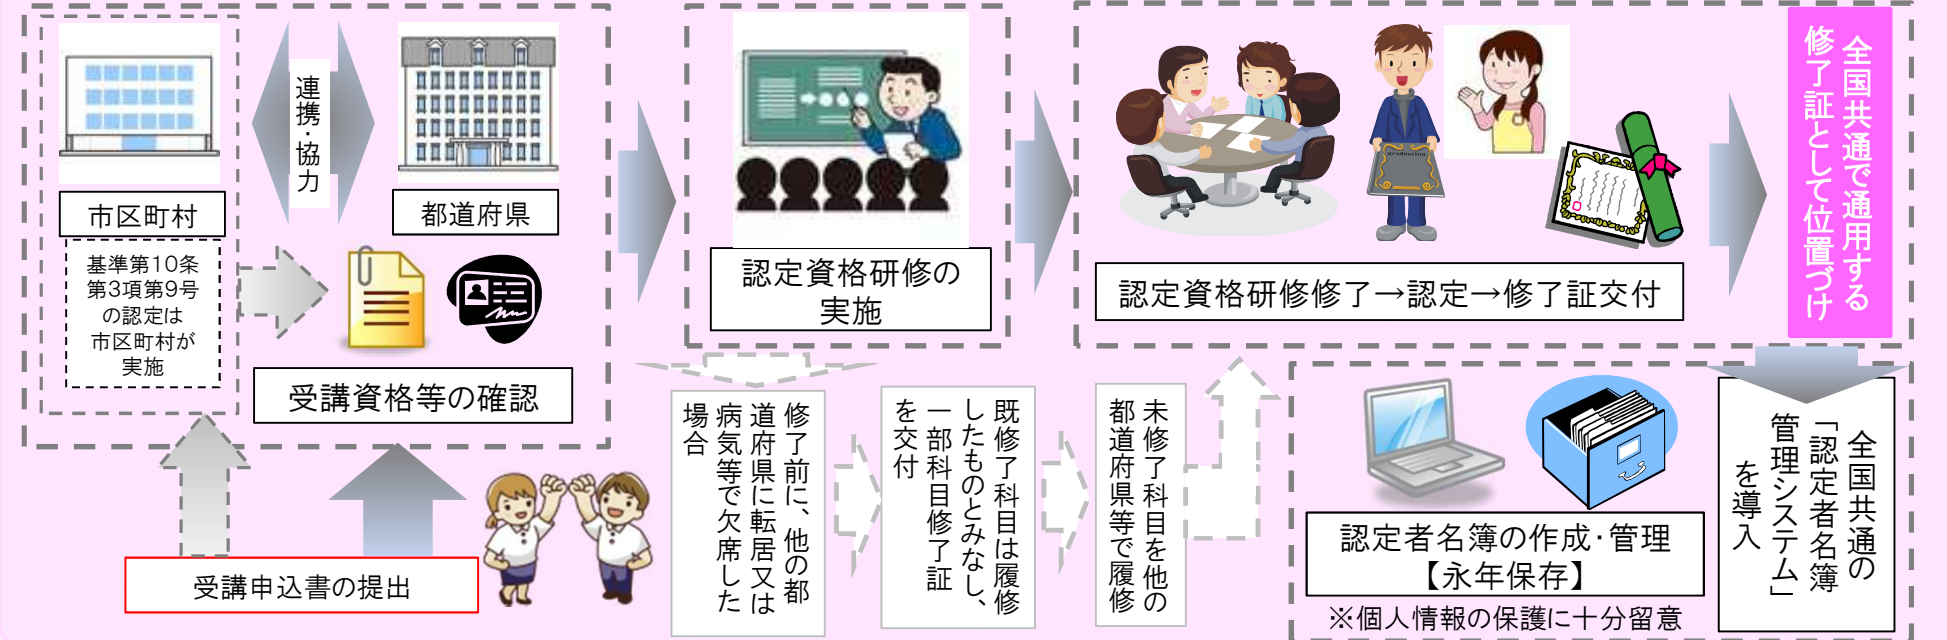 市区町村
連携・協力
都道府県
基準第10条
第3項第9号
の認定は
市区町村が
実施
受講資格等の確認
受講申込書の提出
認定資格研修の
実施
修了前に、他の都
道府県に転居又は
病気等で欠席した
場合
既修了科目は履修
したものとみなし、
一部科目修了証
を交付
未修了科目を他の
都道府県等で履修
graduation
認定資格研修修了→認定→修了証交付
全国共通で通用する
修了証として位置づけ
全国共通の
「認定者名簿
管理システム」
を導入
認定者名簿の作成・管理
【永年保存】
※個人情報の保護に十分留意